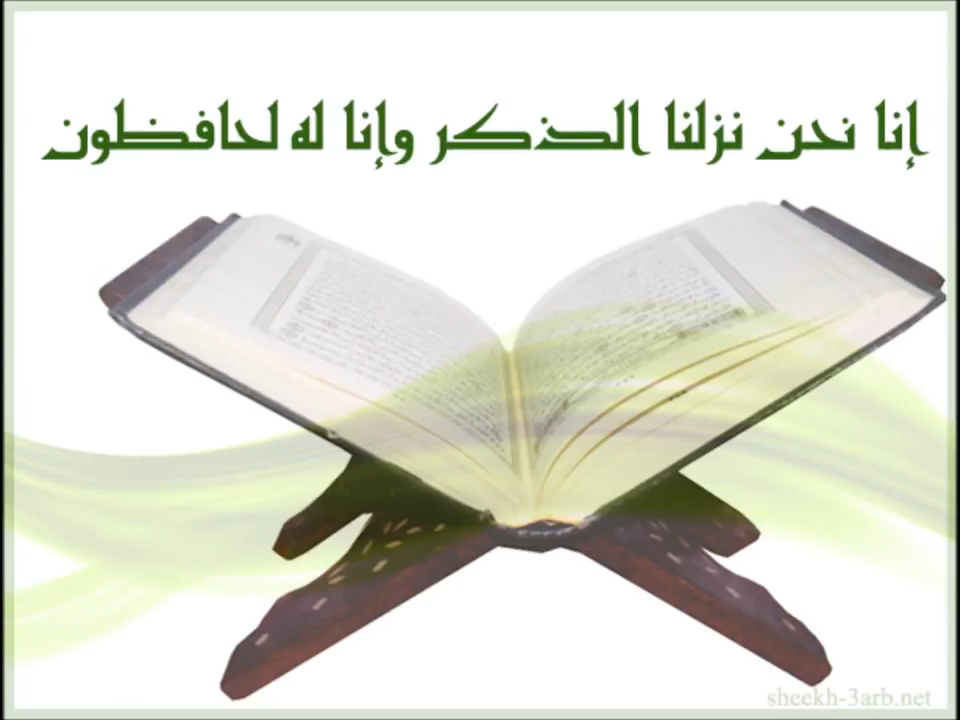 إنا نحن نزلنا الذكر وإنا له لحافظون
sheekh-3arb.net